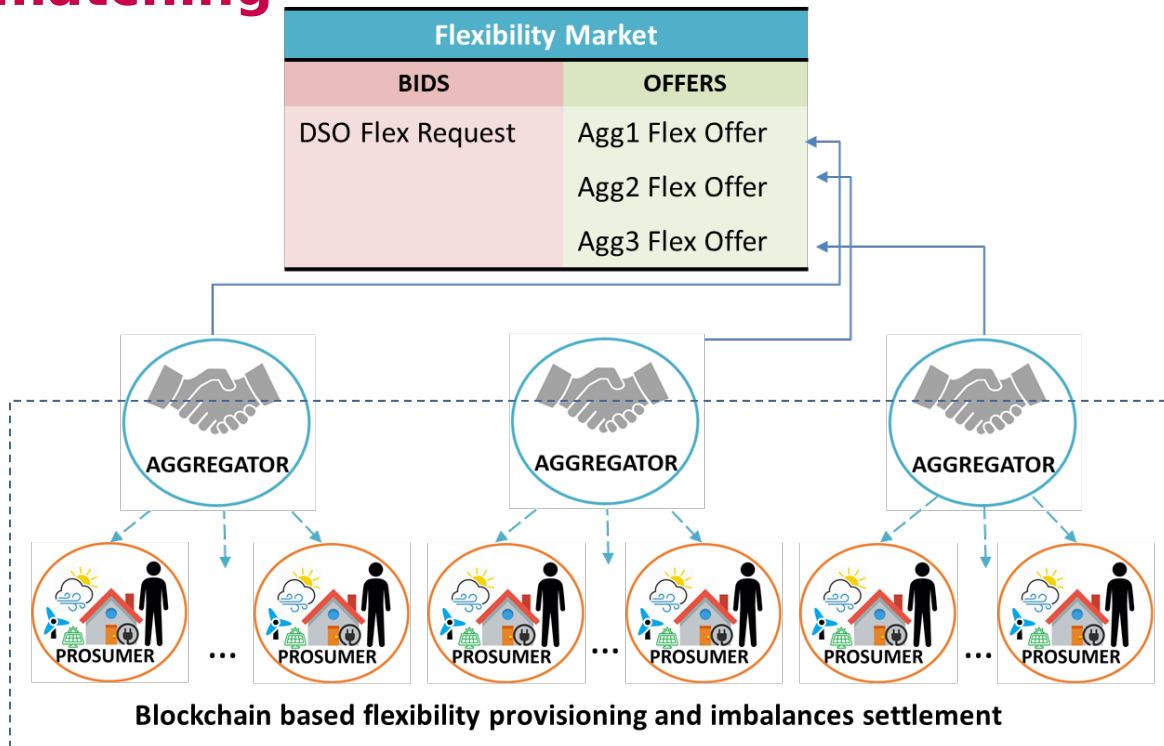 matching
Flexibility Market
BIDS OFFERS
DSO Flex Request Agg1 Flex Offer
Agg2 Flex Offer
Agg3 Flex Offer
AGGREGATOR AGGREGATOR AGGREGATOR
PROSUMER ... PROSUMER PROSUMER ... PROSUMER PROSUMER ... PROSUMER
Blockchain based flexibility provisioning and imbalances settlement